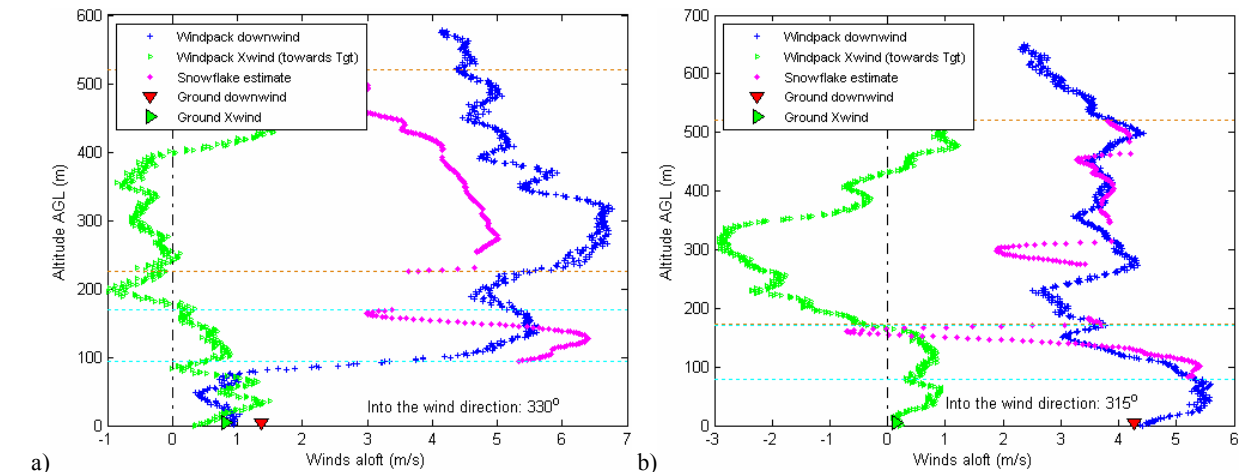 600
500
400
300
200
100
0
Altitude AGL (m)
Windpack downwind
Windpack Xwind (towards Tgt)
Snowflake estimate
Ground downwind
Ground Xwind
Into the wind direction: 330°
-1 0 1 2 3 4 5 6 7
Winds aloft (m/s)
a)
700
600
500
400
300
200
100
0
Altitude AGL (m)
Windpack downwind
Windpack Xwind (towards Tgt)
Snowflake estimate
Ground downwind
Ground Xwind
Into the wind direction: 315°
-3 -2 -1 0 1 2 3 4 5 6
Winds aloft (m/s)
b)